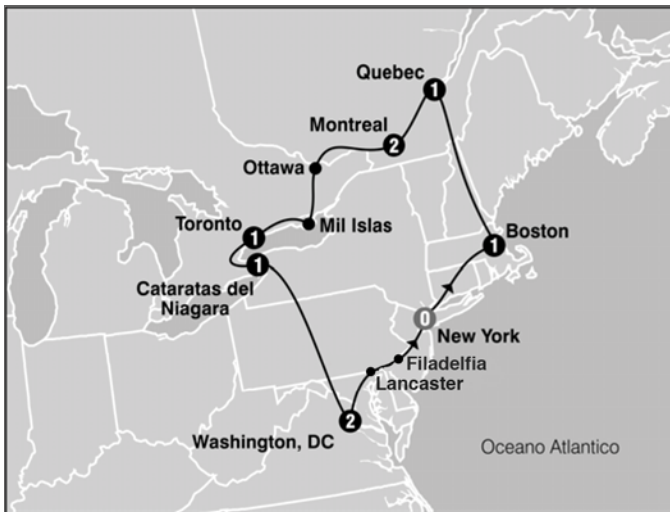 Quebec
1
Montreal
2
Ottawa
Toronto
1
Mil Islas
1
Boston
1
Cataratas del
Niagara
0
New York
Filadelfia
Lancaster
2
Washington, DC
Oceano Atlantico